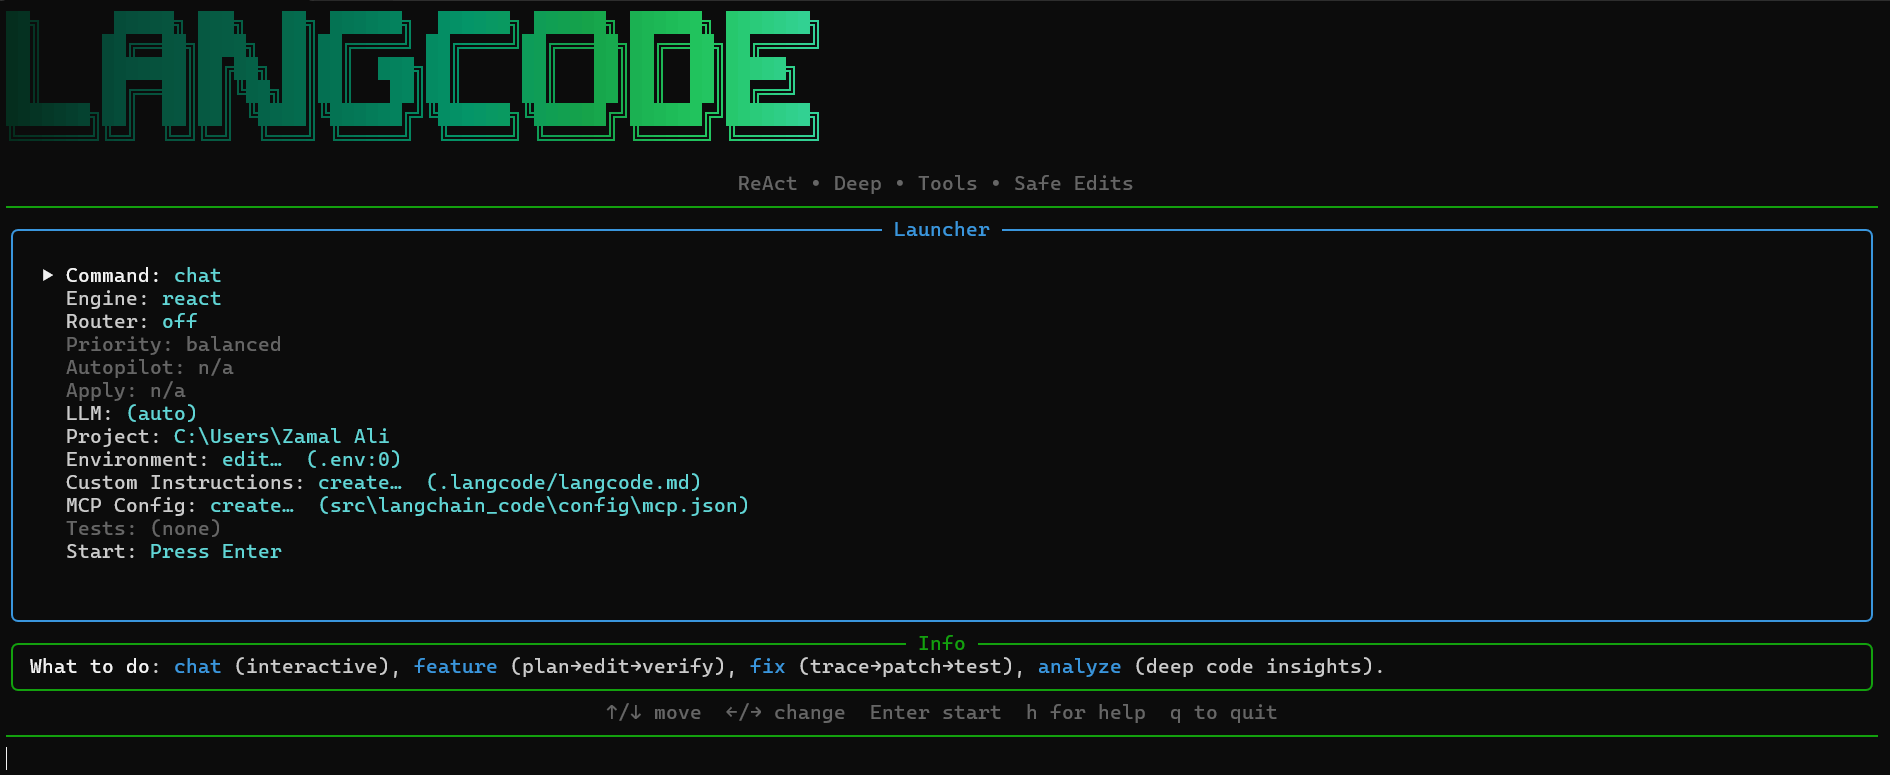 LANGCODE
ReAct • Deep • Tools • Safe Edits
Launcher
▶ Command: chat
Engine: react
Router: off
Priority: balanced
Autopilot: n/a
Apply: n/a
LLM: (auto)
Project: C:\Users\Zamal Ali
Environment: edit… (.env:0)
Custom Instructions: create… (.langcode/langcode.md)
MCP Config: create… (src\langchain_code\config\mcp.json)
Tests: (none)
Start: Press Enter
Info
What to do: chat (interactive), feature (plan→edit→verify), fix (trace→patch→test), analyze (deep code insights).
↑/↓ move ←/→ change Enter start h for help q to quit